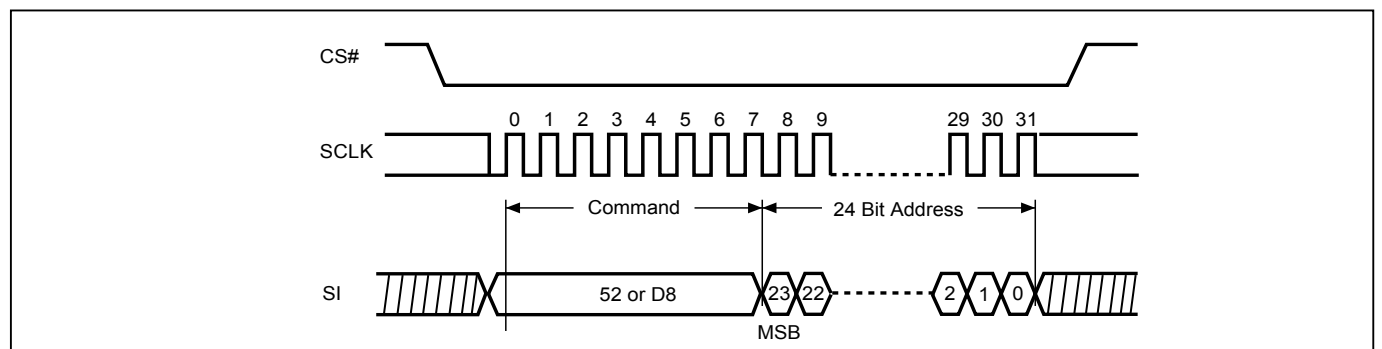 CS#
0 1 2 3 4 5 6 7 8 9 29 30 31
SCLK
Command 24 Bit Address
SI 52 or D8 23 22 2 1 0
MSB